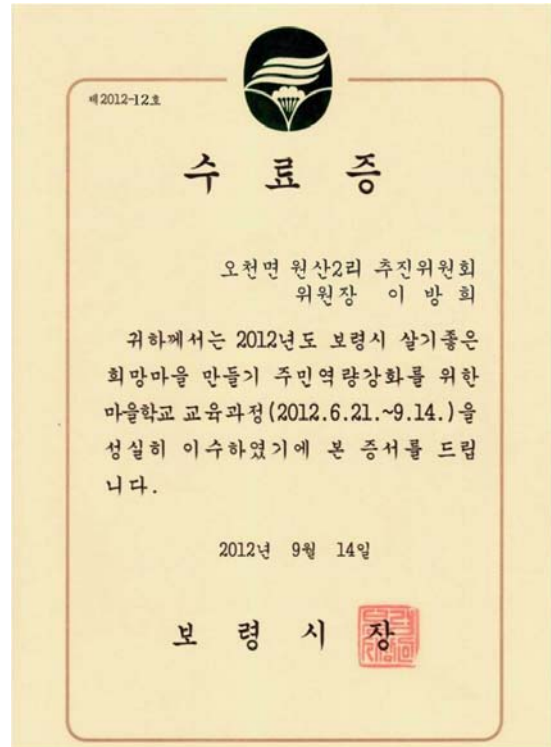 제2012-12호
수 료 증
오천면 원산2리 추진위원회
위원장 이 방 희
귀하께서는 2012년도 보령시 살기좋은
희망마을 만들기 주민역량강화를 위한
마을학교 교육과정(2012.6.21.~9.14.)을
성실히 이수하였기에 본 증서를 드립
니다.
2012년 9월 14일
보 령 시 장